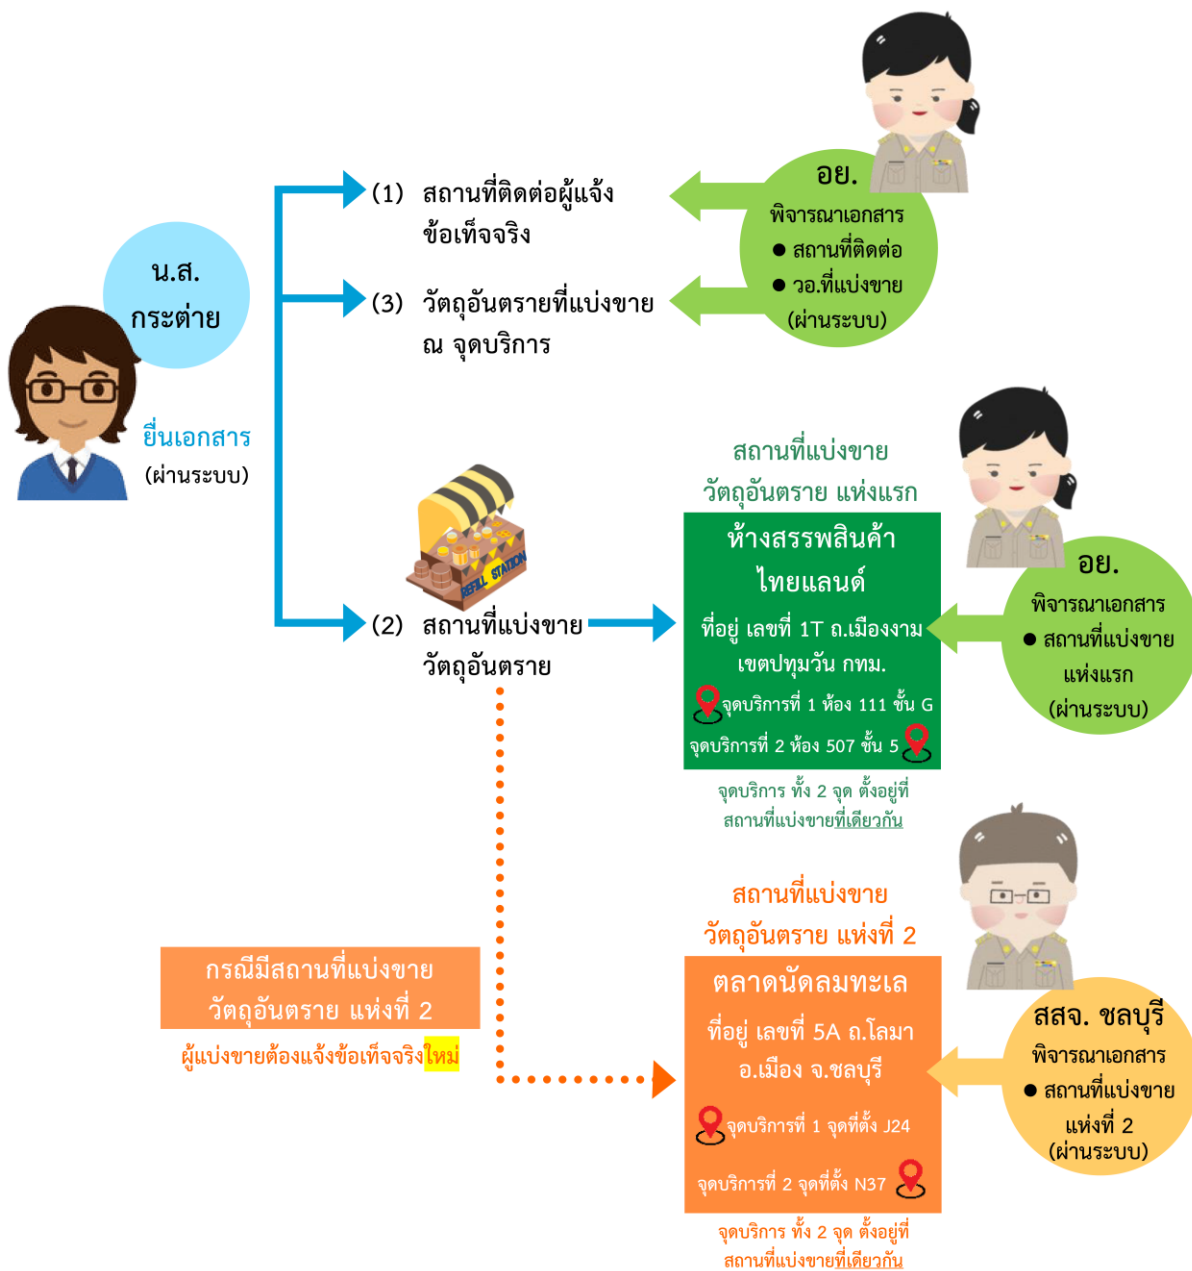 น.ส.
กระต่าย
ยื่นเอกสาร
(ผ่านระบบ)
(1) สถานที่ติดต่อผู้แจ้ง
ข้อเท็จจริง
(3) วัตถุอันตรายที่แบ่งขาย
ณ จุดบริการ
อย.
พิจารณาเอกสาร
● สถานที่ติดต่อ
● วอ.ที่แบ่งขาย
(ผ่านระบบ)
REFILL STATION
(2) สถานที่แบ่งขาย
วัตถุอันตราย
สถานที่แบ่งขาย
วัตถุอันตราย แห่งแรก
ห้างสรรพสินค้า
ไทยแลนด์
ที่อยู่ เลขที่ 1T ถ.เมืองงาม
เขตปทุมวัน กทม.
จุดบริการที่ 1 ห้อง 111 ชั้น G
จุดบริการที่ 2 ห้อง 507 ชั้น 5
จุดบริการ ทั้ง 2 จุด ตั้งอยู่ที่
สถานที่แบ่งขายที่เดียวกัน
อย.
พิจารณาเอกสาร
● สถานที่แบ่งขาย
แห่งแรก
(ผ่านระบบ)
กรณีมีสถานที่แบ่งขาย
วัตถุอันตราย แห่งที่ 2
ผู้แบ่งขายต้องแจ้งข้อเท็จจริงใหม่
สถานที่แบ่งขาย
วัตถุอันตราย แห่งที่ 2
ตลาดนัดลมทะเล
ที่อยู่ เลขที่ 5A ถ.โลมา
อ.เมือง จ.ชลบุรี
จุดบริการที่ 1 จุดที่ตั้ง J24
จุดบริการที่ 2 จุดที่ตั้ง N37
จุดบริการ ทั้ง 2 จุด ตั้งอยู่ที่
สถานที่แบ่งขายที่เดียวกัน
สสจ. ชลบุรี
พิจารณาเอกสาร
● สถานที่แบ่งขาย
แห่งที่ 2
(ผ่านระบบ)